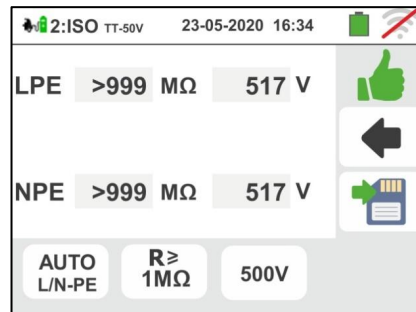 2:ISO TT-50V 23-05-2020 16:34
LPE >999 MΩ 517 V
NPE >999 MΩ 517 V
AUTO R≥ 500V
L/N-PE 1MΩ